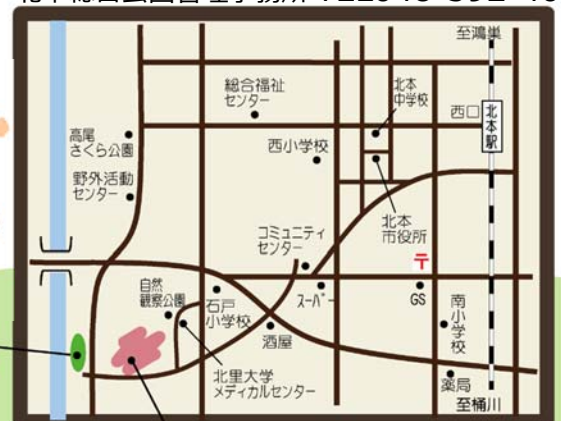 至鴻巣
総合福祉
センター
北本
中学校
西口
北本駅
高尾
さくら公園
西小学校
野外活動
センター
北本
市役所
コミュニティ
センター
〒
自然
観察公園
石戸
小学校
スーパー
GS
南小学校
酒屋
北里大学
メディカルセンター
薬局
至桶川